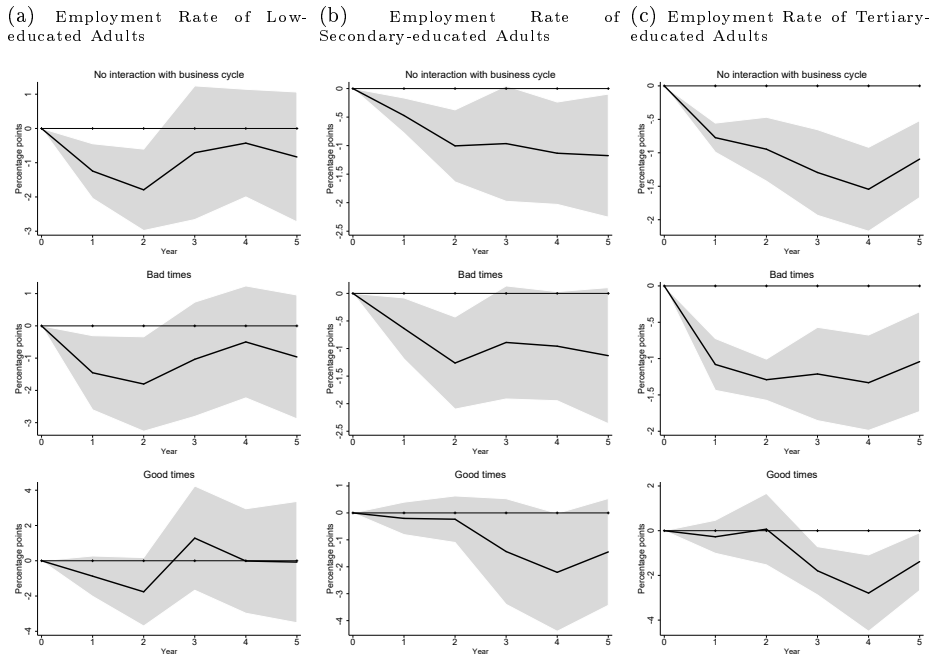 (a) Employment Rate of Low-
educated Adults
(b) Employment Rate of
Secondary-educated Adults
(c) Employment Rate of Tertiary-
educated Adults
No interaction with business cycle
Percentage points
1
0
-1
-2
-3
0 1 2 3 4 5
Year
No interaction with business cycle
Percentage points
0
-.5
-1
-1.5
-2
-2.5
0 1 2 3 4 5
Year
No interaction with business cycle
Percentage points
0
-.5
-1
-1.5
-2
0 1 2 3 4 5
Year
Bad times
Percentage points
1
0
-1
-2
-3
0 1 2 3 4 5
Year
Bad times
Percentage points
0
-.5
-1
-1.5
-2
-2.5
0 1 2 3 4 5
Year
Bad times
Percentage points
0
-.5
-1
-1.5
-2
0 1 2 3 4 5
Year
Good times
Percentage points
4
2
0
-2
-4
0 1 2 3 4 5
Year
Good times
Percentage points
1
0
-1
-2
-3
-4
0 1 2 3 4 5
Year
Good times
Percentage points
2
0
-2
-4
0 1 2 3 4 5
Year